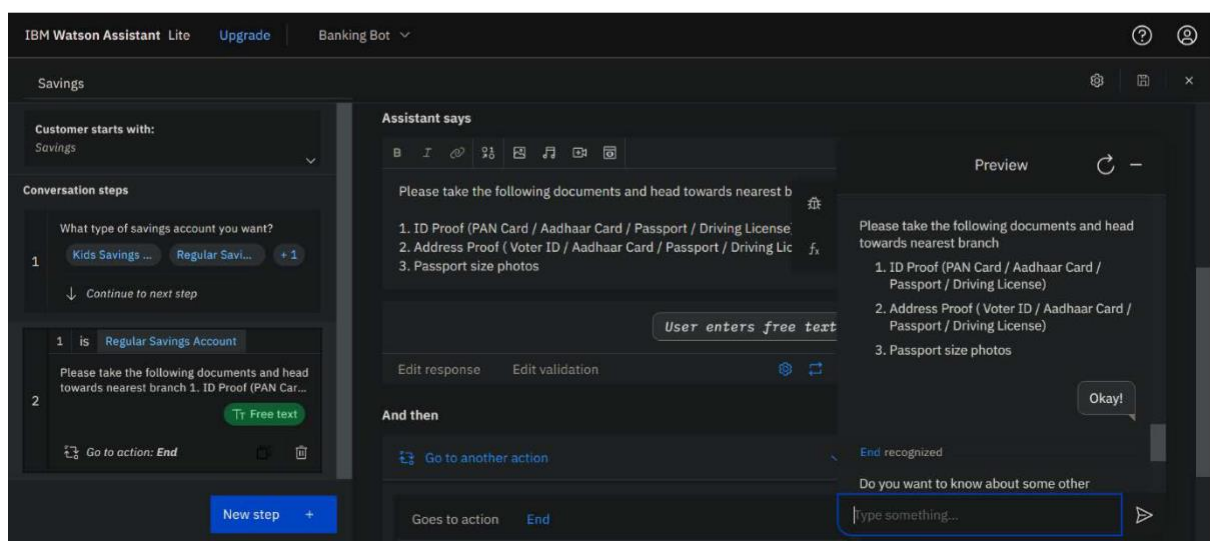 IBM Watson Assistant Lite Upgrade Banking Bot
Savings
Customer starts with:
Savings
Conversation steps
1
What type of savings account you want?
Kids Savings ... Regular Savi... + 1
Continue to next step
2
1 is Regular Savings Account
Please take the following documents and head
towards nearest branch 1. ID Proof (PAN Car...
Tт Free text
Go to action: End
New step +
Assistant says
B I
Please take the following documents and head towards nearest b
1. ID Proof (PAN Card / Aadhaar Card / Passport / Driving License
2. Address Proof ( Voter ID / Aadhaar Card / Passport / Driving Lic
3. Passport size photos
User enters free text
Edit response Edit validation
And then
Go to another action
Goes to action End
fx
Preview
Please take the following documents and head
towards nearest branch
1. ID Proof (PAN Card / Aadhaar Card /
Passport / Driving License)
2. Address Proof ( Voter ID / Aadhaar Card /
Passport / Driving License)
3. Passport size photos
Okay!
End recognized
Do you want to know about some other
Type something...